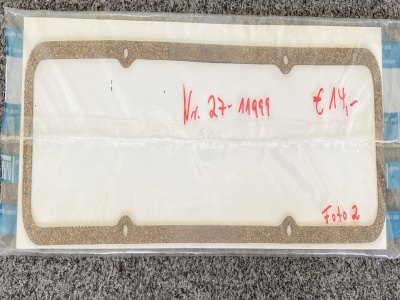 Nr. 27-11999 € 14,-
Foto 2